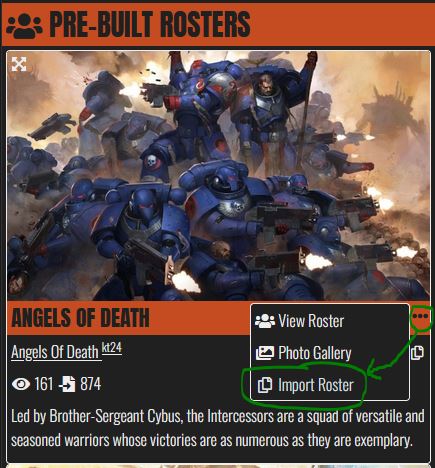 PRE-BUILT ROSTERS
ANGELS OF DEATH
View Roster
Angels Of Death kt24
Photo Gallery
161 874
Import Roster
Led by Brother-Sergeant Cybus, the Intercessors are a squad of versatile and
seasoned warriors whose victories are as numerous as they are exemplary.